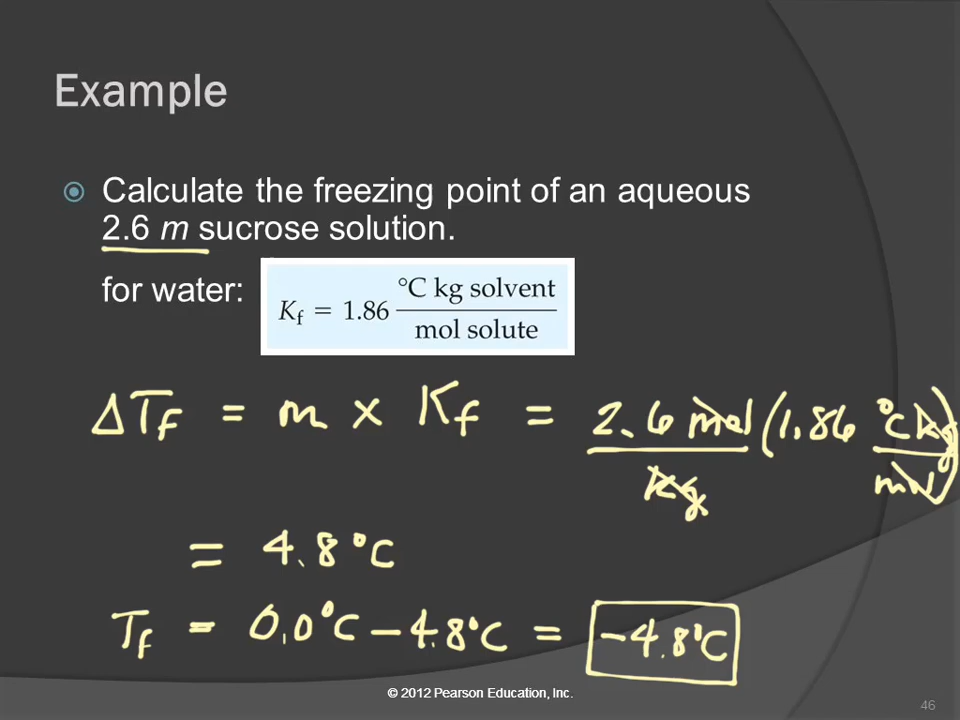 Example
Calculate the freezing point of an aqueous
2.6 m sucrose solution.
for water:
Kf = 1.86 °C kg solvent / mol solute
ΔTf = m x Kf = 2.6 mol / kg (1.86 °C kg / mol)
= 4.8 °C
Tf = 0.0°C - 4.8°C = -4.8°C
© 2012 Pearson Education, Inc.
46